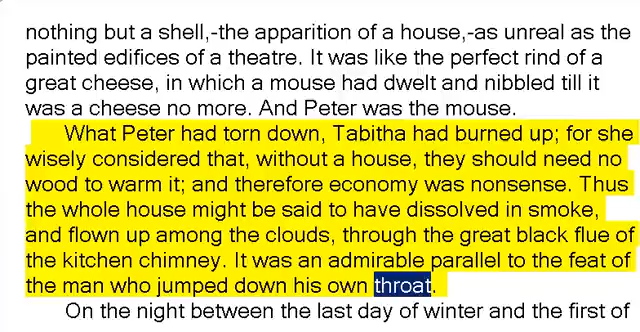 nothing but a shell,-the apparition of a house,-as unreal as the
painted edifices of a theatre. It was like the perfect rind of a
great cheese, in which a mouse had dwelt and nibbled till it
was a cheese no more. And Peter was the mouse.
What Peter had torn down, Tabitha had burned up; for she
wisely considered that, without a house, they should need no
wood to warm it; and therefore economy was nonsense. Thus
the whole house might be said to have dissolved in smoke,
and flown up among the clouds, through the great black flue of
the kitchen chimney. It was an admirable parallel to the feat of
the man who jumped down his own throat.
On the night between the last day of winter and the first of